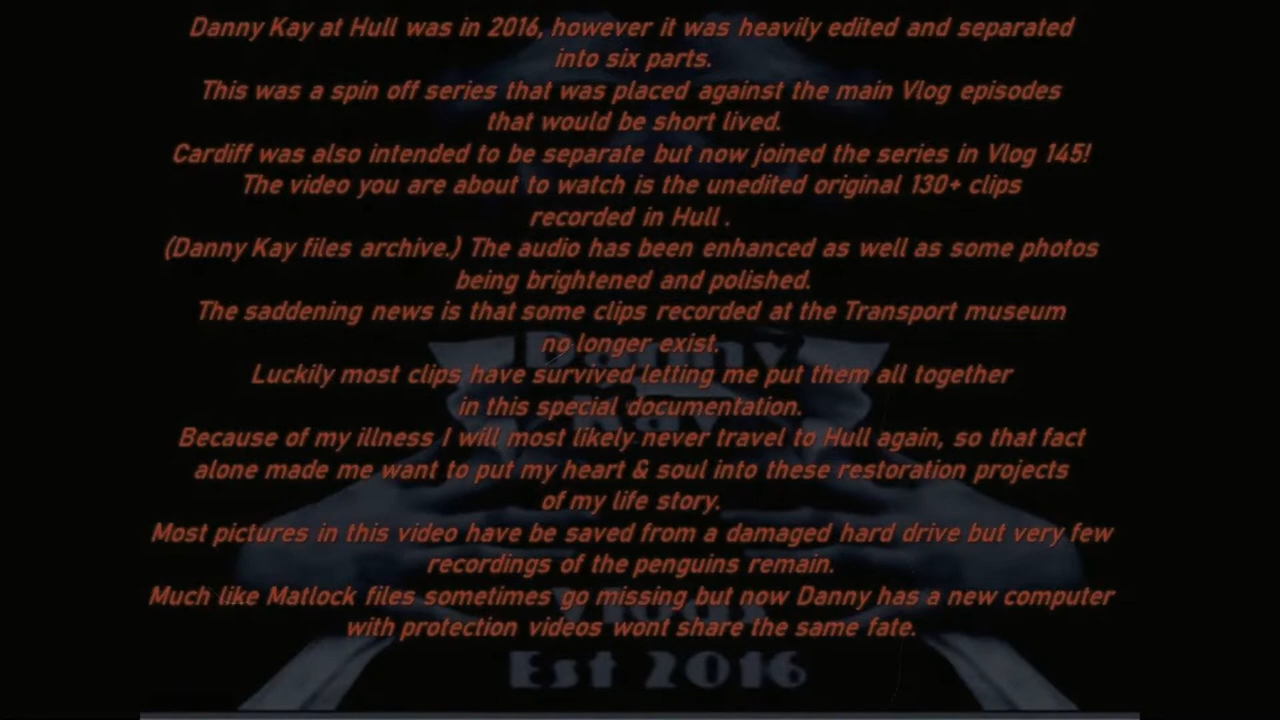 Danny Kay at Hull was in 2016, however it was heavily edited and separated
into six parts.
This was a spin off series that was placed against the main Vlog episodes
that would be short lived.
Cardiff was also intended to be separate but now joined the series in Vlog 145!
The video you are about to watch is the unedited original 130+ clips
recorded in Hull .
(Danny Kay files archive.) The audio has been enhanced as well as some photos
being brightened and polished.
The saddening news is that some clips recorded at the Transport museum
no longer exist.
Luckily most clips have survived letting me put them all together
in this special documentation.
Because of my illness I will most likely never travel to Hull again, so that fact
alone made me want to put my heart & soul into these restoration projects
of my life story.
Most pictures in this video have be saved from a damaged hard drive but very few
recordings of the penguins remain.
Much like Matlock files sometimes go missing but now Danny has a new computer
with protection videos wont share the same fate.
Danny
Kay
Vlogs
Est 2016